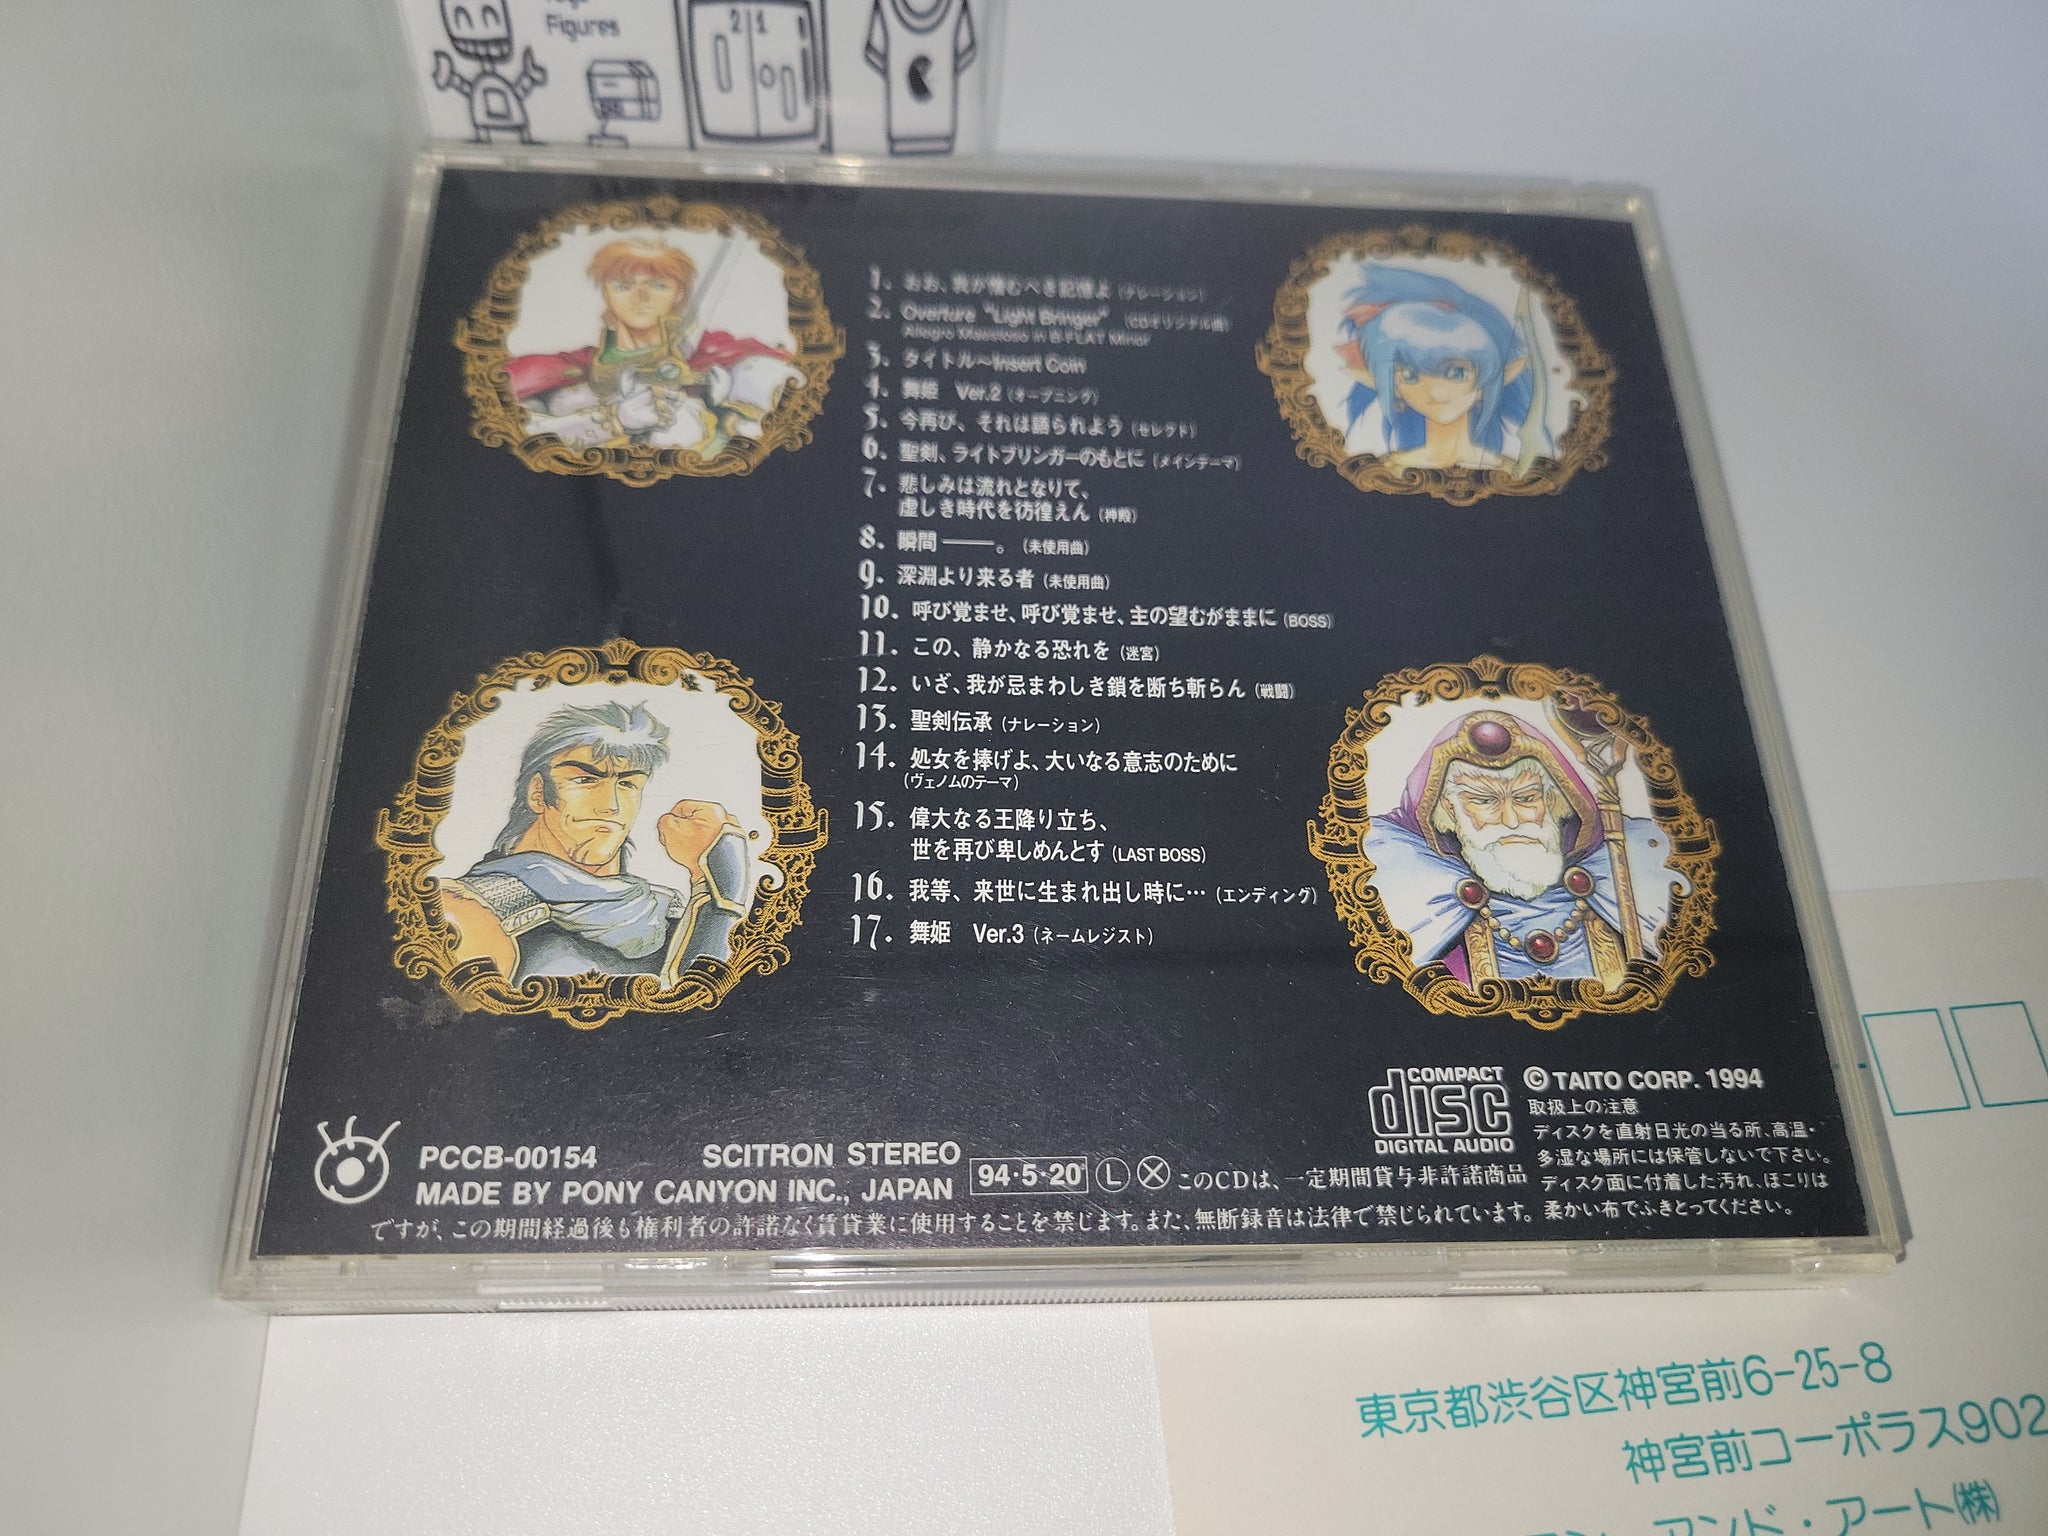 Figures
21
1. おお、我が憎むべき記憶よ（ナレーション）
2. Overture "Light Bringer" （CDオリジナル曲）
Allegro Maestoso in B FLAT Minor
3. タイトル〜Insert Coin
4. 舞姫 Ver.2（オープニング）
5. 今再び、それは語られよう（セレクト）
6. 聖剣、ライトブリンガーのもとに（メインテーマ）
7. 悲しみは流れとなりて、
虚しき時代を彷徨えん（神殿）
8. 瞬間――。（未使用曲）
9. 深淵より来る者（未使用曲）
10. 呼び覚ませ、呼び覚ませ、主の望むがままに（BOSS）
11. この、静かなる恐れを（迷宮）
12. いざ、我が忌まわしき鎖を断ち斬らん（戦闘）
13. 聖剣伝承（ナレーション）
14. 処女を捧げよ、大いなる意志のために
（ヴェノムのテーマ）
15. 偉大なる王降り立ち、
世を再び卑しめんとす（LAST BOSS）
16. 我等、来世に生まれ出し時に…（エンディング）
17. 舞姫 Ver.3（ネームレジスト）
COMPACT
disc
DIGITAL AUDIO
© TAITO CORP. 1994
取扱上の注意
ディスクを直射日光の当る所、高温・
多湿な場所には保管しないで下さい。
ディスク面に付着した汚れ、ほこりは
柔かい布でふきとってください。
PCCB-00154 SCITRON STEREO
MADE BY PONY CANYON INC., JAPAN
94·5·20 Ⓛ ⓧ このCDは、一定期間貸与非許諾商品
ですが、この期間経過後も権利者の許諾なく賃貸業に使用することを禁じます。また、無断録音は法律で禁じられています。
東京都渋谷区神宮前6-25-8
神宮前コーポラス902
アンド・アート㈱